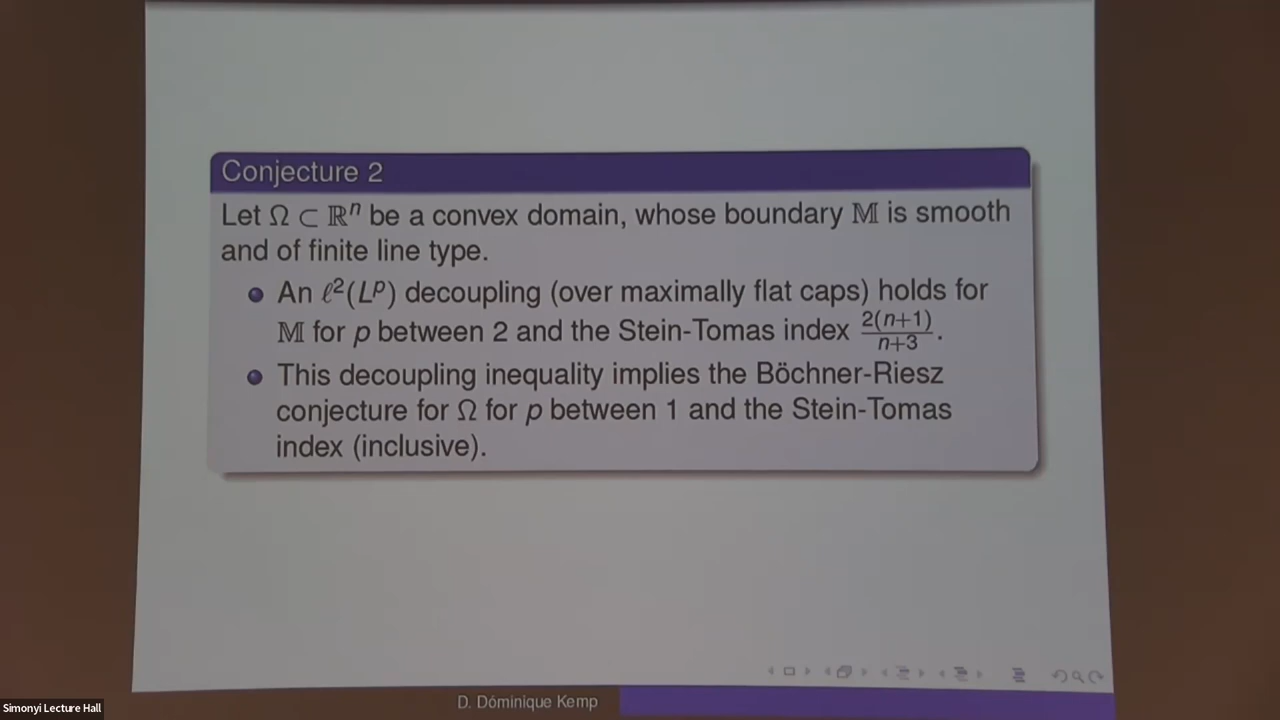 Conjecture 2
Let Ω ⊂ ℝⁿ be a convex domain, whose boundary 𝕄 is smooth
and of finite line type.
An ℓ²(Lᵖ) decoupling (over maximally flat caps) holds for
𝕄 for p between 2 and the Stein-Tomas index 2(n+1)/n+3.
This decoupling inequality implies the Böchner-Riesz
conjecture for Ω for p between 1 and the Stein-Tomas
index (inclusive).
D. Dóminique Kemp
Simonyi Lecture Hall